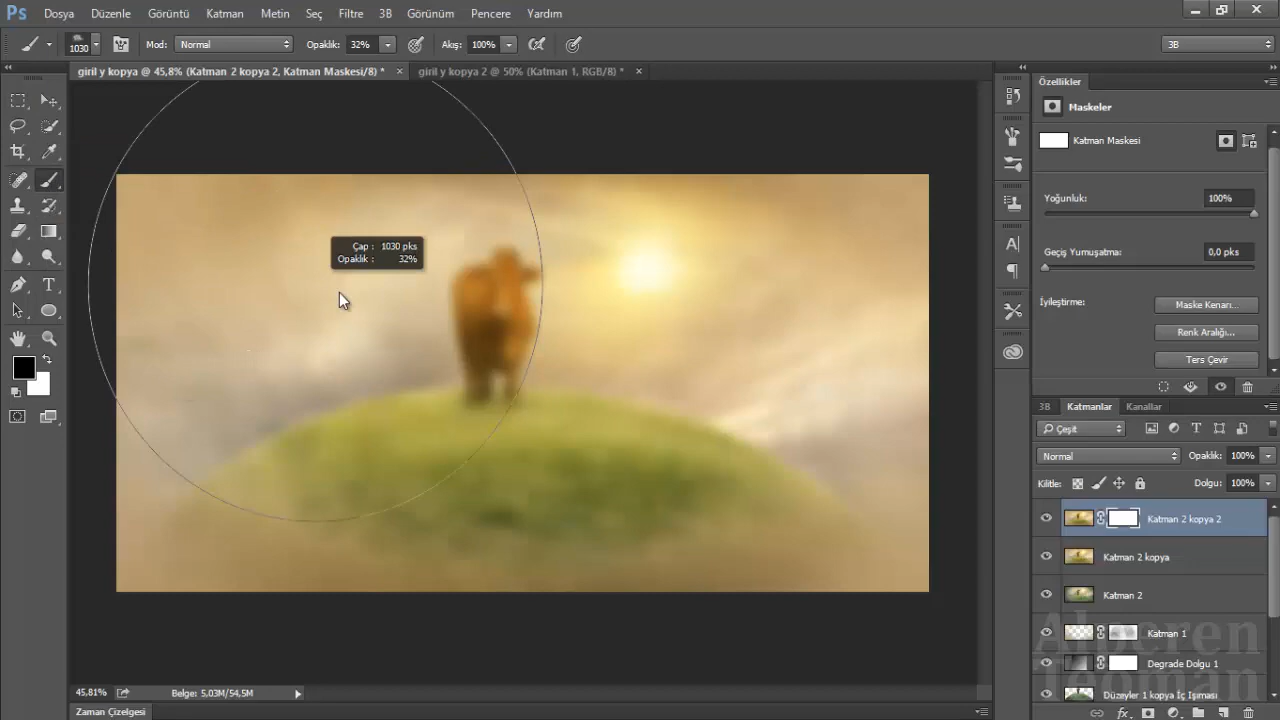 Ps Dosya Düzenle Görüntü Katman Metin Seç Filtre 3B Görünüm Pencere Yardım
1030 Mod: Normal Opaklık: 32% Akış: 100% 3B
giril y kopya @ 45,8% (Katman 2 kopya 2, Katman Maskesi/8) * × giril y kopya 2 @ 50% (Katman 1, RGB/8) * ×
Özellikler
Maskeler
Katman Maskesi
Yoğunluk: 100%
Geçiş Yumuşatma: 0,0 pks
İyileştirme: Maske Kenarı...
Renk Aralığı...
Ters Çevir
Çap : 1030 pks
Opaklık : 32%
3B Katmanlar Kanallar
Çeşit
Normal Opaklık: 100%
Kilitle: Dolgu: 100%
Katman 2 kopya 2
Katman 2 kopya
Katman 2
Katman 1
Degrade Dolgu 1
Düzeyler 1 kopya İç Işıması
Alperen
Teoman
45,81% Belge: 5,03M/54,5M
Zaman Çizelgesi